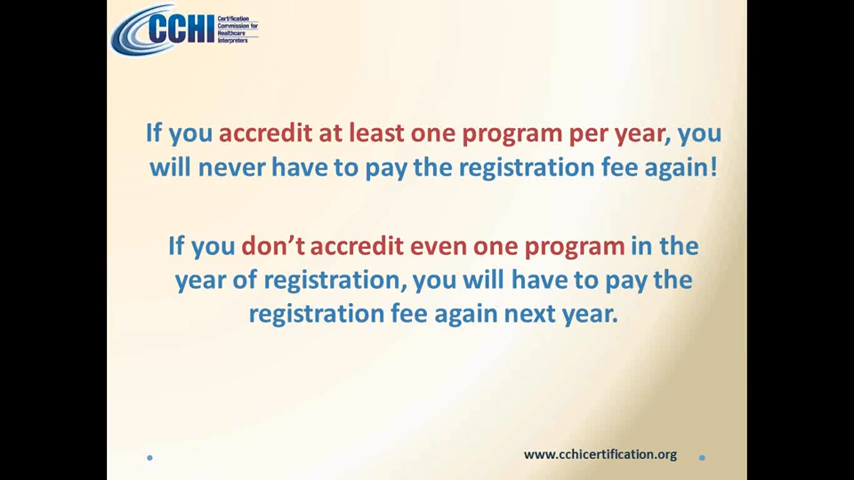 CCHI
Certification
Commission for
Healthcare
Interpreters
If you accredit at least one program per year, you
will never have to pay the registration fee again!
If you don’t accredit even one program in the
year of registration, you will have to pay the
registration fee again next year.
www.cchicertification.org